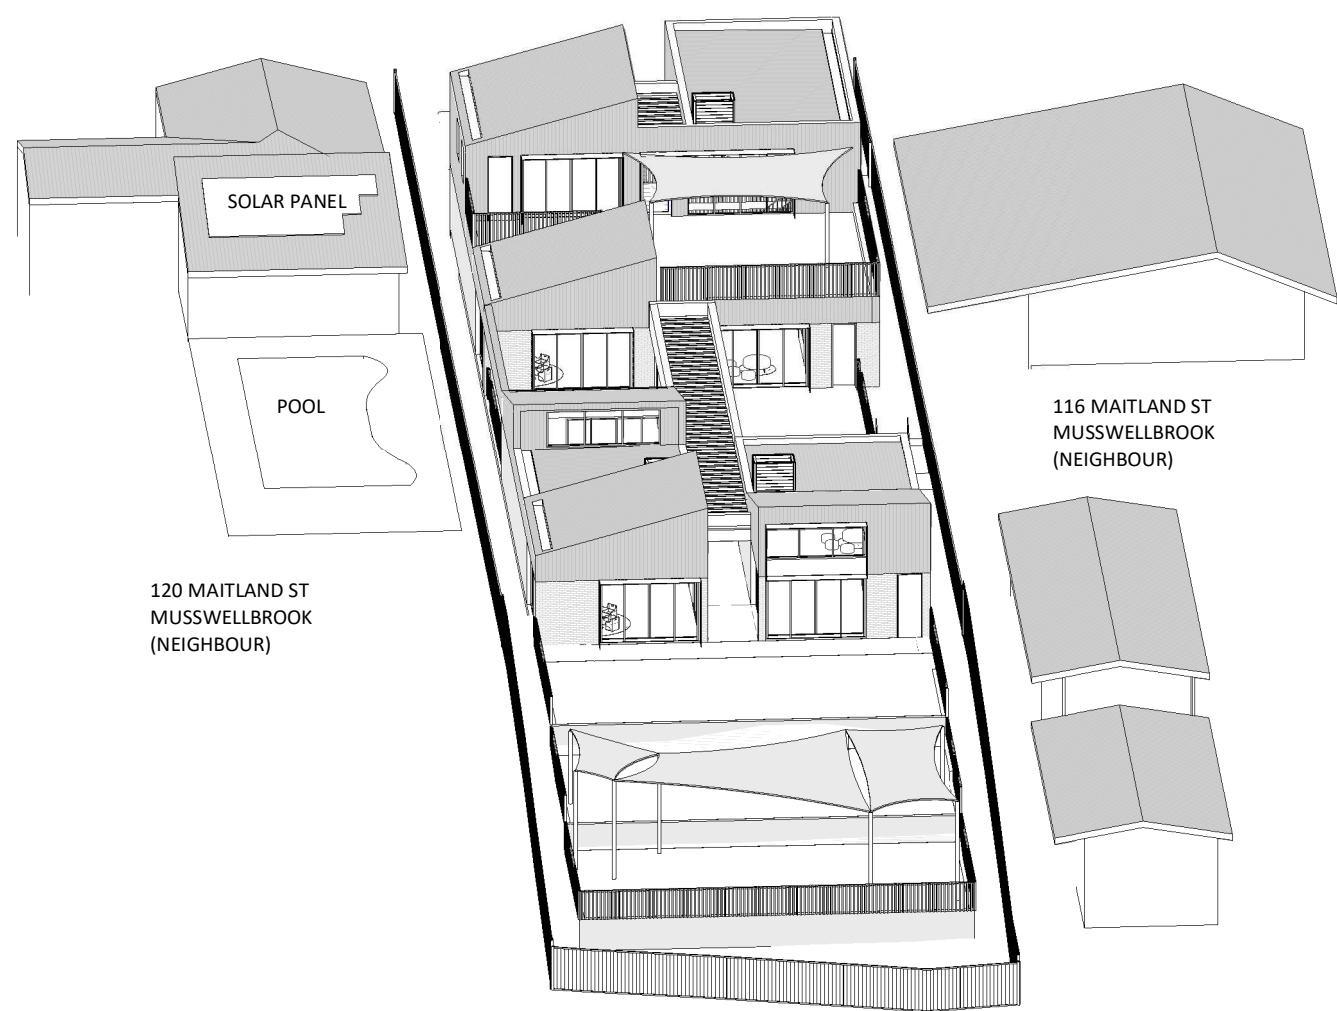 SOLAR PANEL
POOL
120 MAITLAND ST
MUSSWELLBROOK
(NEIGHBOUR)
116 MAITLAND ST
MUSSWELLBROOK
(NEIGHBOUR)